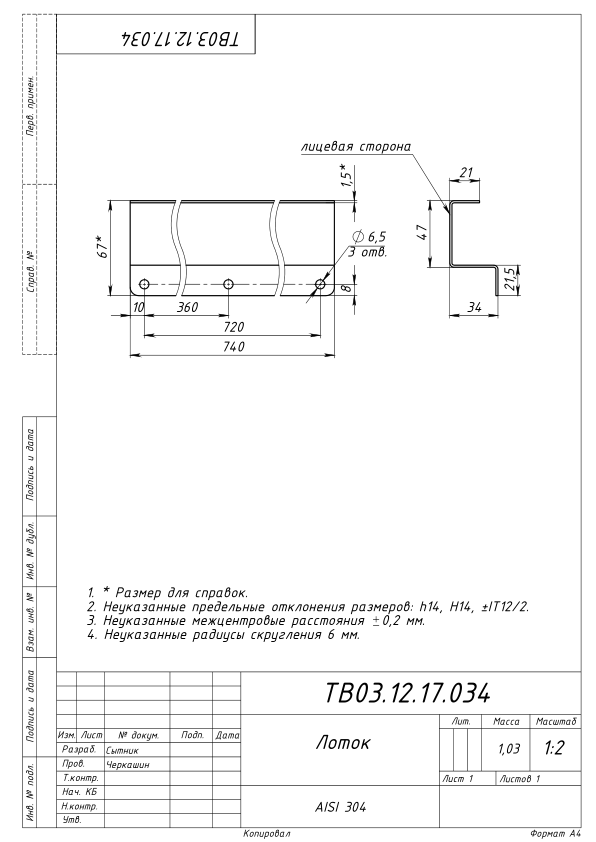 ТВ03.12.17.034
Перв. примен.
Справ. №
Подпись и дата
Инв. № дубл.
Взам. инв. №
Подпись и дата
Инв. № подл.
лицевая сторона
1,5*
21
67*
47
⌀ 6,5
3 отв.
8
21,5
10
360
34
720
740
1. * Размер для справок.
2. Неуказанные предельные отклонения размеров: h14, H14, ±IT12/2.
3. Неуказанные межцентровые расстояния ±0,2 мм.
4. Неуказанные радиусы скругления 6 мм.
ТВ03.12.17.034
Изм. Лист № докум. Подп. Дата
Разраб. Сытник
Пров. Черкашин
Т.контр.
Нач. КБ
Н.контр.
Утв.
Лоток
Лит. Масса Масштаб
1,03 1:2
Лист 1 Листов 1
AISI 304
Копировал Формат А4